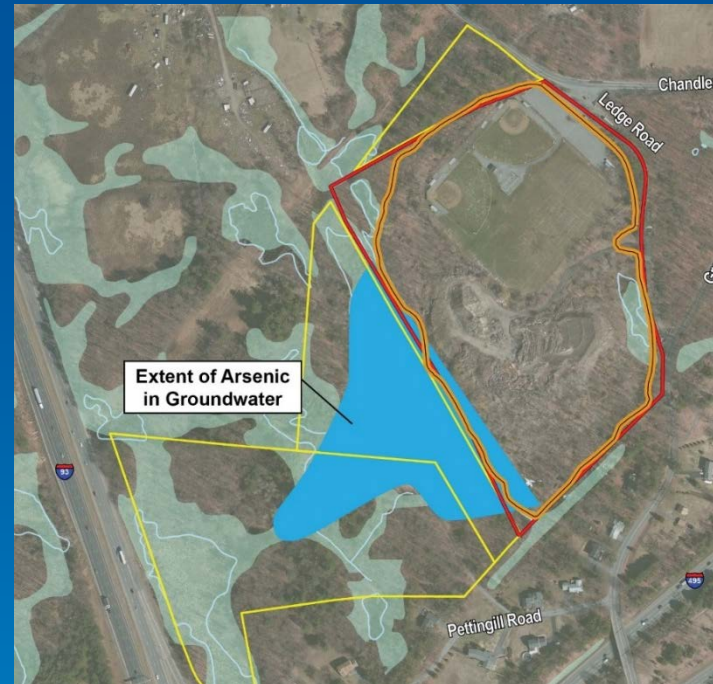 Chandle
Ledge Road
G
Extent of Arsenic
in Groundwater
93
495
Pettingill Road